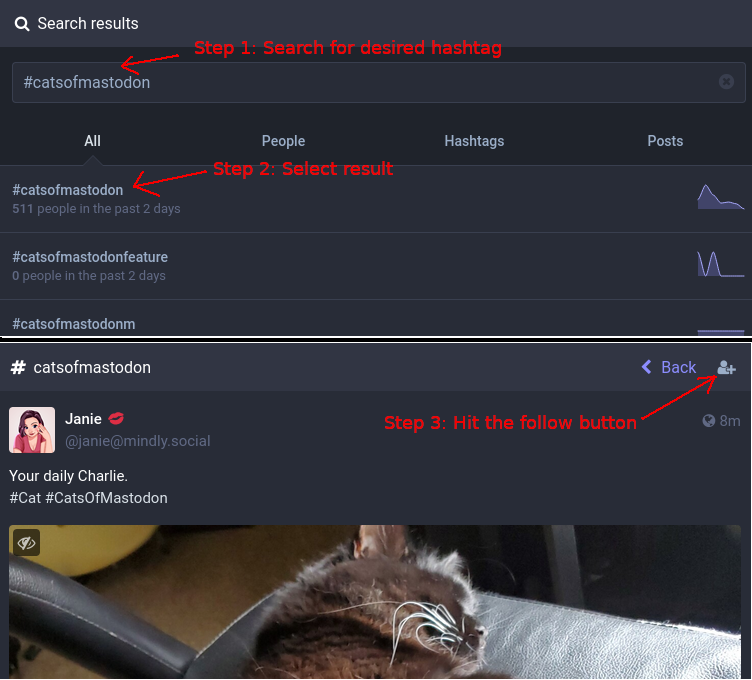 Search results
Step 1: Search for desired hashtag
#catsofmastodon
All People Hashtags Posts
Step 2: Select result
#catsofmastodon
511 people in the past 2 days
#catsofmastodonfeature
0 people in the past 2 days
#catsofmastodonm
# catsofmastodon Back
Janie
Step 3: Hit the follow button
8m
@janie@mindly.social
Your daily Charlie.
#Cat #CatsOfMastodon